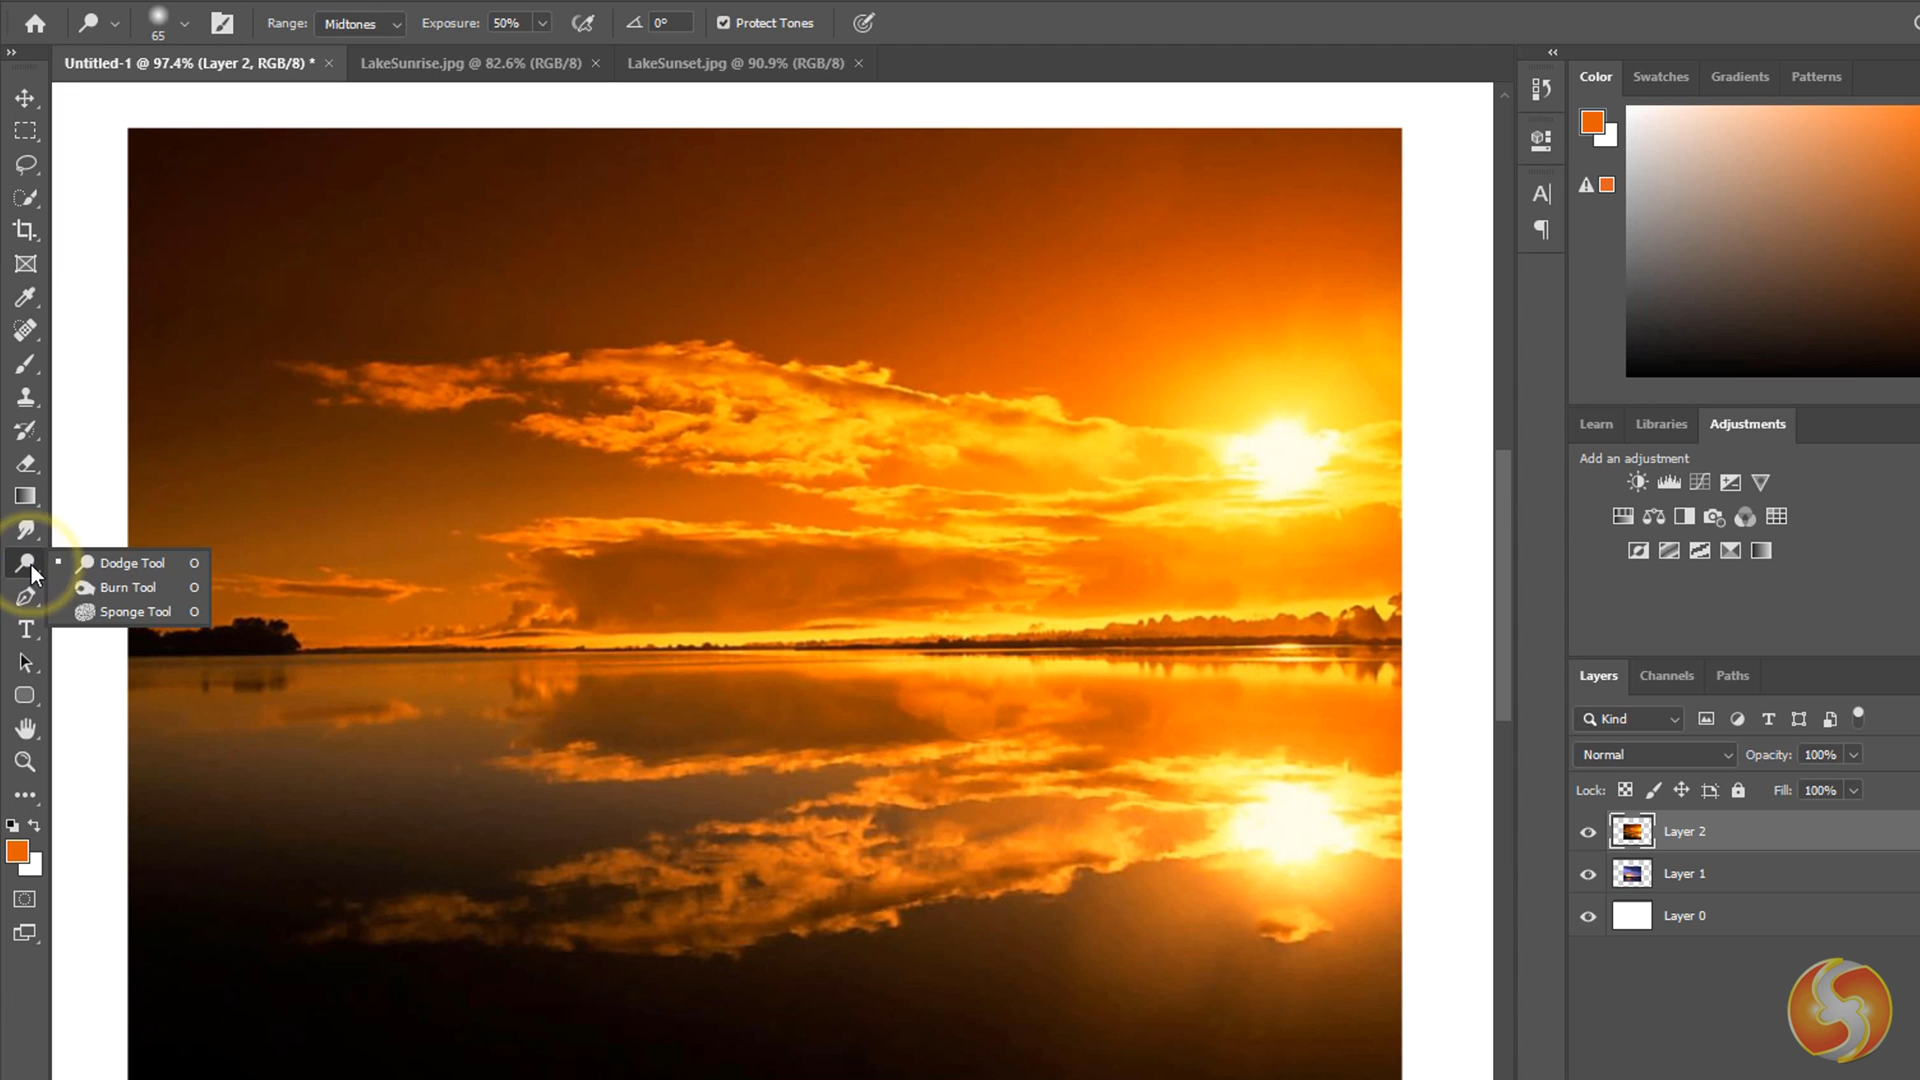 65
Range: Midtones
Exposure: 50%
0°
Protect Tones
Untitled-1 @ 97.4% (Layer 2, RGB/8) *
LakeSunrise.jpg @ 82.6% (RGB/8)
LakeSunset.jpg @ 90.9% (RGB/8)
Color
Swatches
Gradients
Patterns
Learn
Libraries
Adjustments
Add an adjustment
Dodge Tool O
Burn Tool O
Sponge Tool O
Layers
Channels
Paths
Kind
Normal
Opacity: 100%
Lock:
Fill: 100%
Layer 2
Layer 1
Layer 0